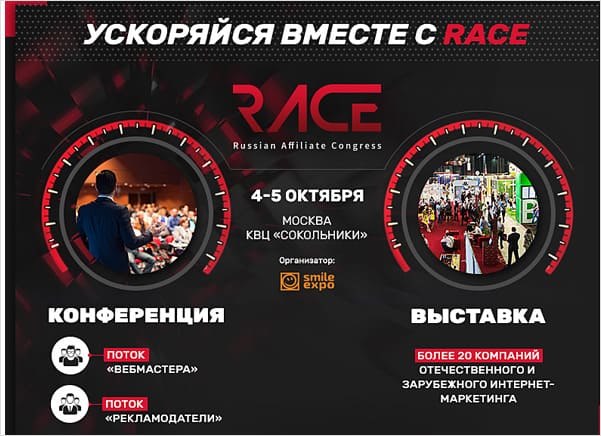 УСКОРЯЙСЯ ВМЕСТЕ С RACE
RACE
Russian Affiliate Congress
4-5 ОКТЯБРЯ
МОСКВА
КВЦ «СОКОЛЬНИКИ»
Организатор:
smile
expo
КОНФЕРЕНЦИЯ
ПОТОК
«ВЕБМАСТЕРА»
ПОТОК
«РЕКЛАМОДАТЕЛИ»
ВЫСТАВКА
БОЛЕЕ 20 КОМПАНИЙ
ОТЕЧЕСТВЕННОГО И
ЗАРУБЕЖНОГО ИНТЕРНЕТ-
МАРКЕТИНГА